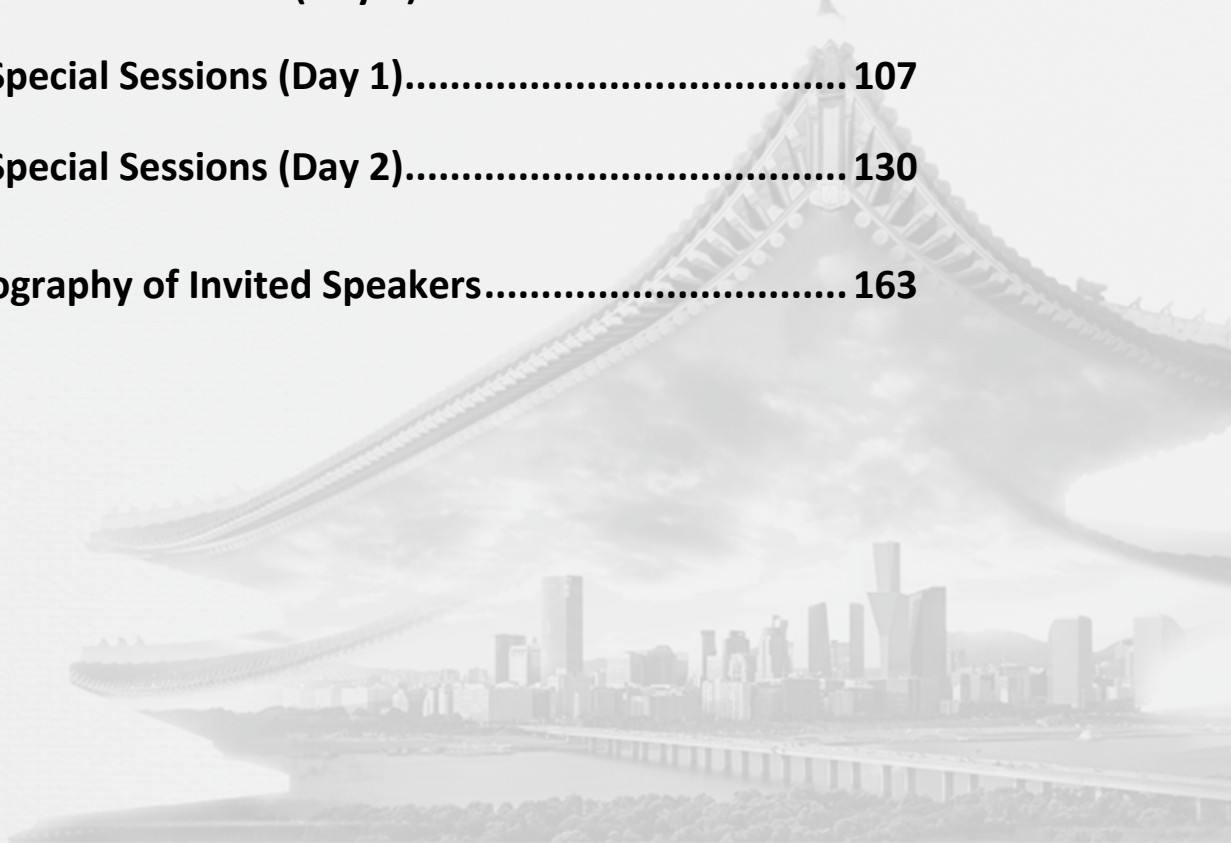 Special Sessions (Day 1)....................................... 107
Special Sessions (Day 2)....................................... 130
ography of Invited Speakers................................ 163